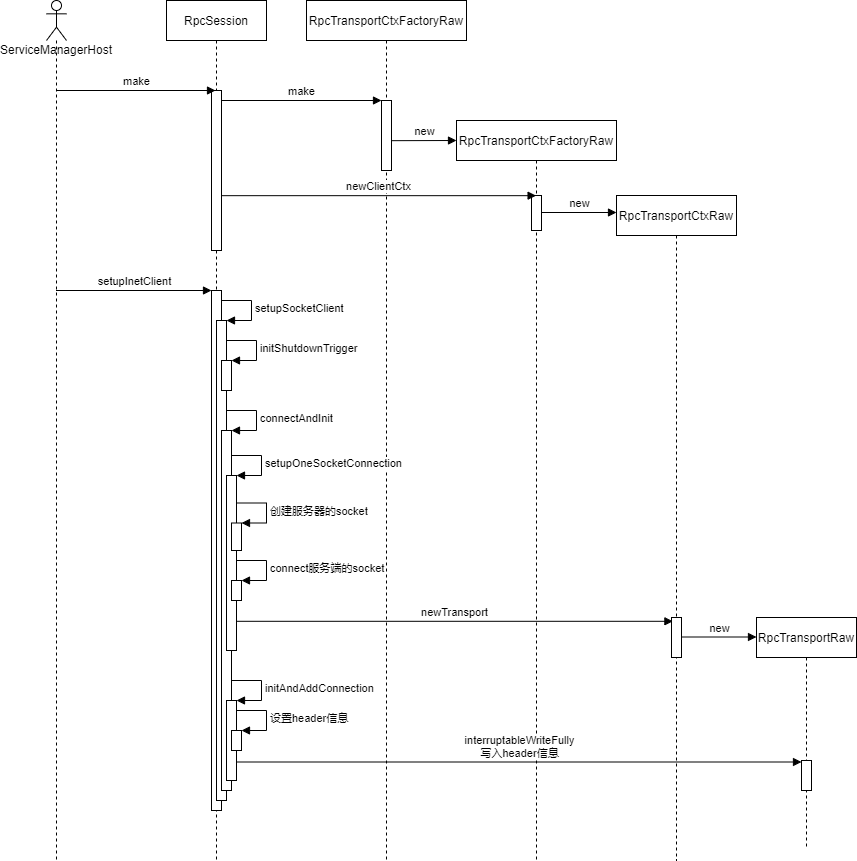 RpcSession
RpcTransportCtxFactoryRaw
ServiceManagerHost
make
make
new
RpcTransportCtxFactoryRaw
newClientCtx
new
RpcTransportCtxRaw
setupInetClient
setupSocketClient
initShutdownTrigger
connectAndInit
setupOneSocketConnection
创建服务器的socket
connect服务端的socket
newTransport
new
RpcTransportRaw
initAndAddConnection
设置header信息
interruptableWriteFully
写入header信息